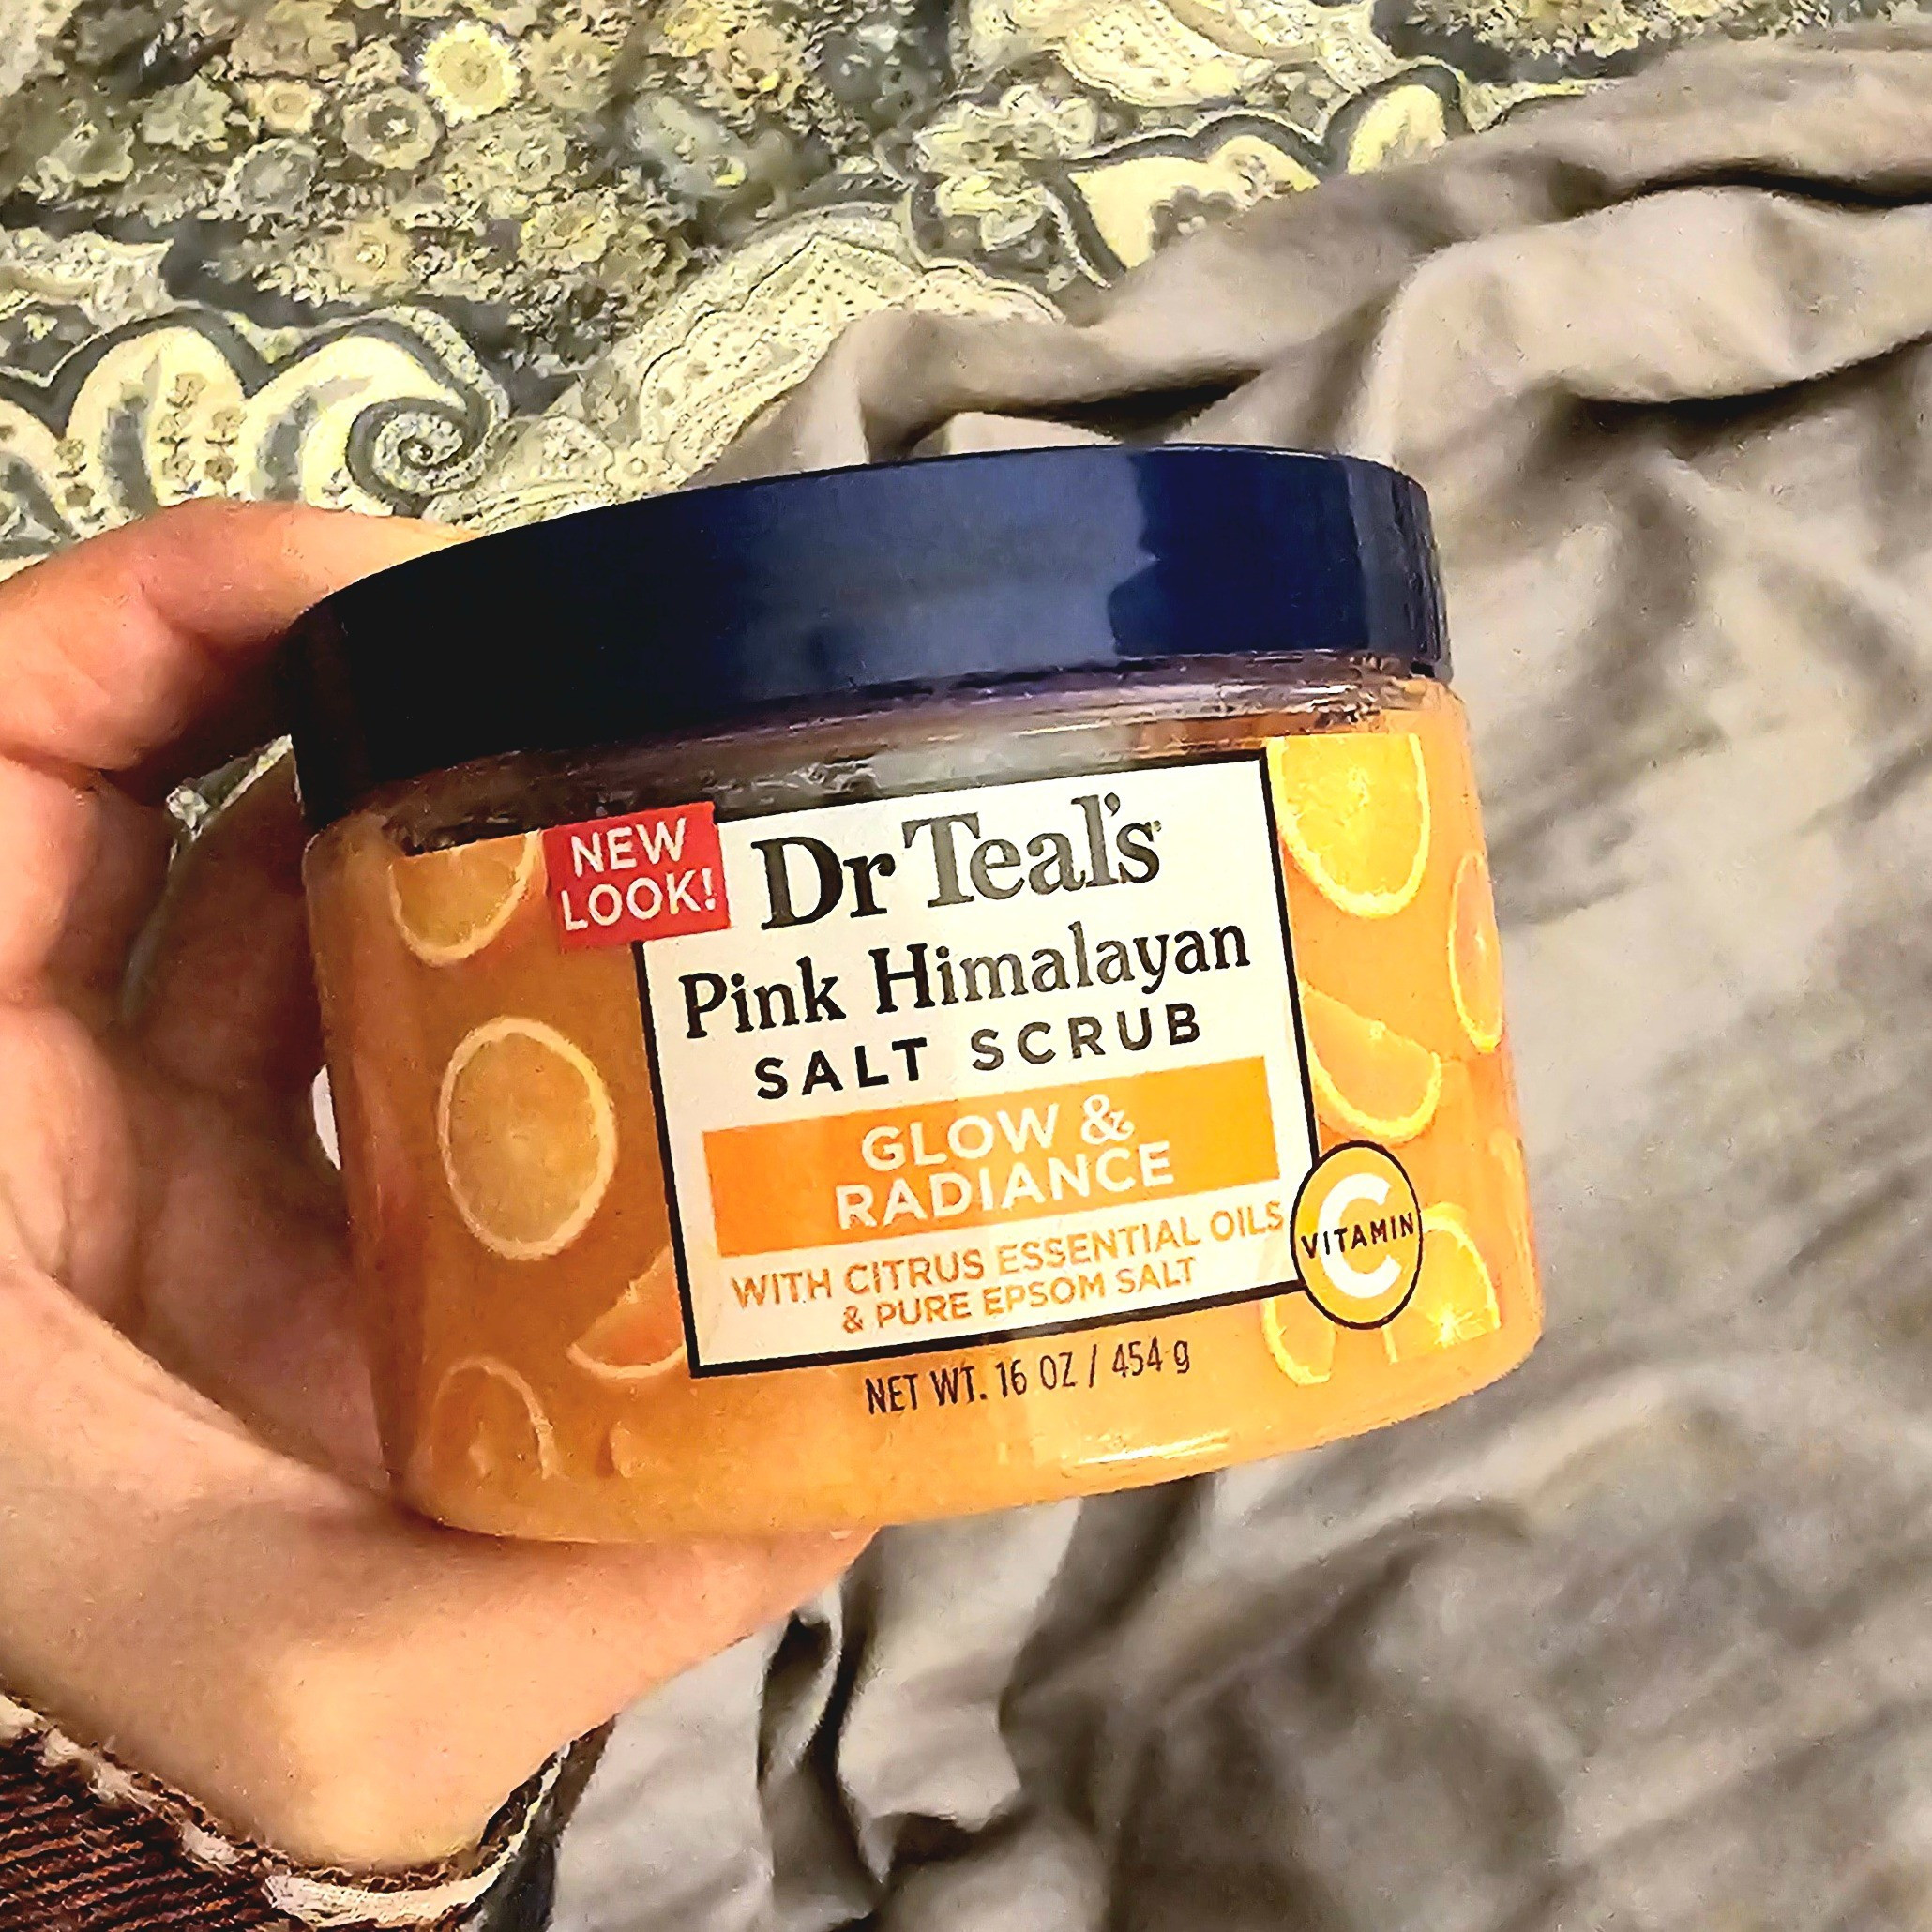 NEW
LOOK!
Dr Teal's
Pink Himalayan
SALT SCRUB
GLOW &
RADIANCE
WITH CITRUS ESSENTIAL OILS
& PURE EPSOM SALT
C
VITAMIN
NET WT. 16 OZ / 454 g